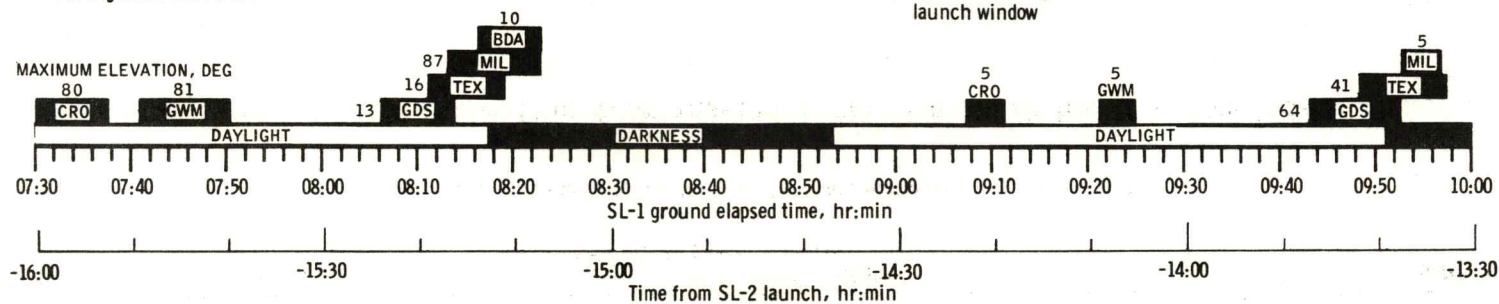 launch window
10
BDA
87 MIL 5
MIL
MAXIMUM ELEVATION, DEG
16 TEX 5 5 41 TEX
80 81 CRO GWM
CRO GWM 13 GDS 64 GDS
DAYLIGHT DARKNESS DAYLIGHT
07:30 07:40 07:50 08:00 08:10 08:20 08:30 08:40 08:50 09:00 09:10 09:20 09:30 09:40 09:50 10:00
SL-1 ground elapsed time, hr:min
-16:00 -15:30 -15:00 -14:30 -14:00 -13:30
Time from SL-2 launch, hr:min